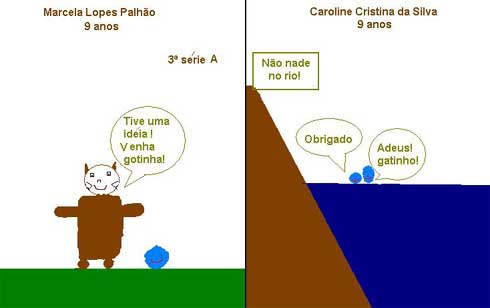 Marcela Lopes Palhão
9 anos
3ª série A
Tive uma
idéia !
Venha
gotinha!
Caroline Cristina da Silva
9 anos
Não nade
no rio!
Obrigado
Adeus!
gatinho!